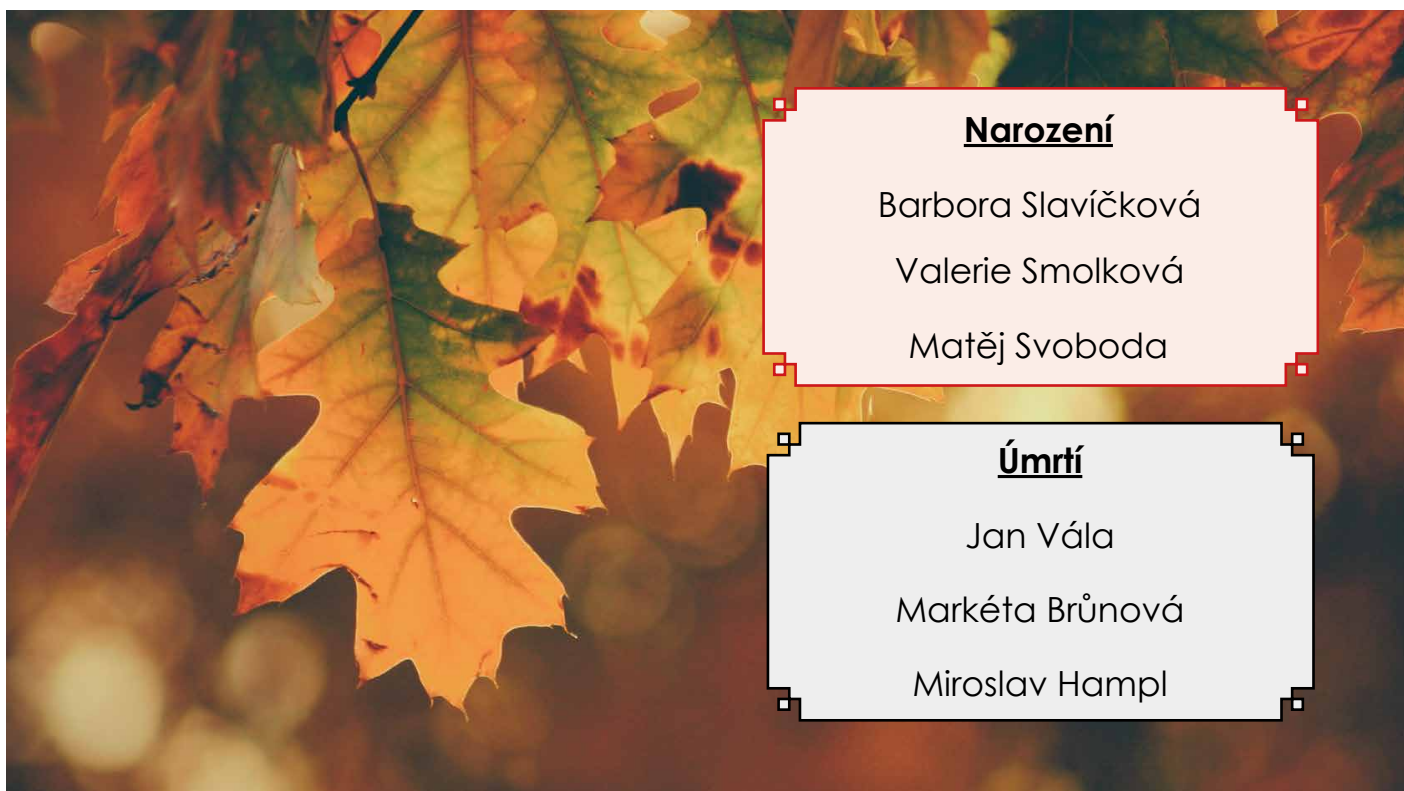 Narození
Barbora Slavíčková
Valerie Smolková
Matěj Svoboda
Úmrtí
Jan Vála
Markéta Brůnová
Miroslav Hampl